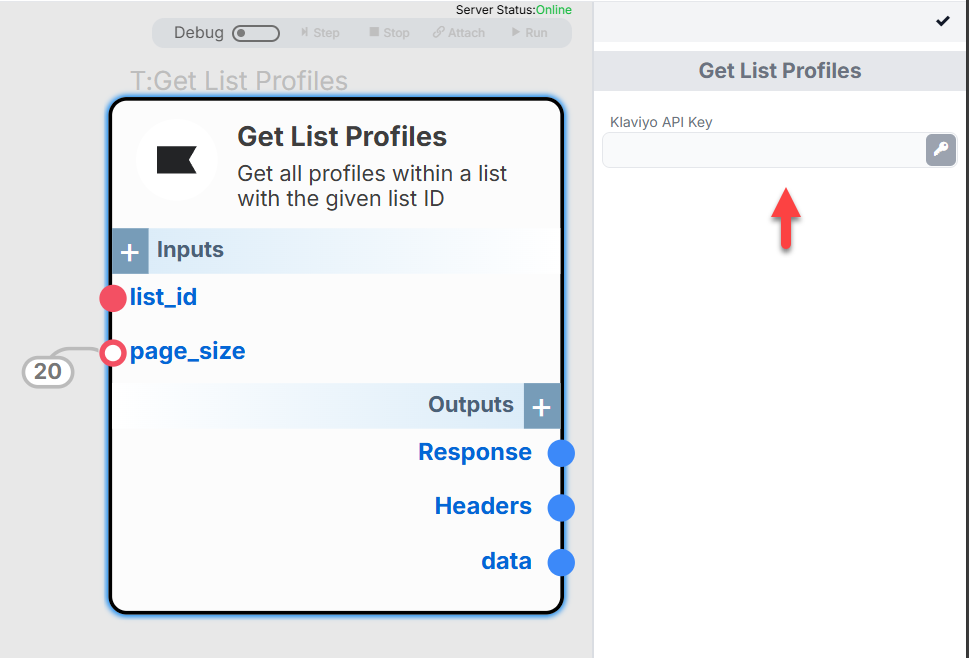 Server Status:Online
Debug
Step
Stop
Attach
Run
T:Get List Profiles
Get List Profiles
Get all profiles within a list
with the given list ID
+ Inputs
list_id
page_size
20
Outputs +
Response
Headers
data
Get List Profiles
Klaviyo API Key